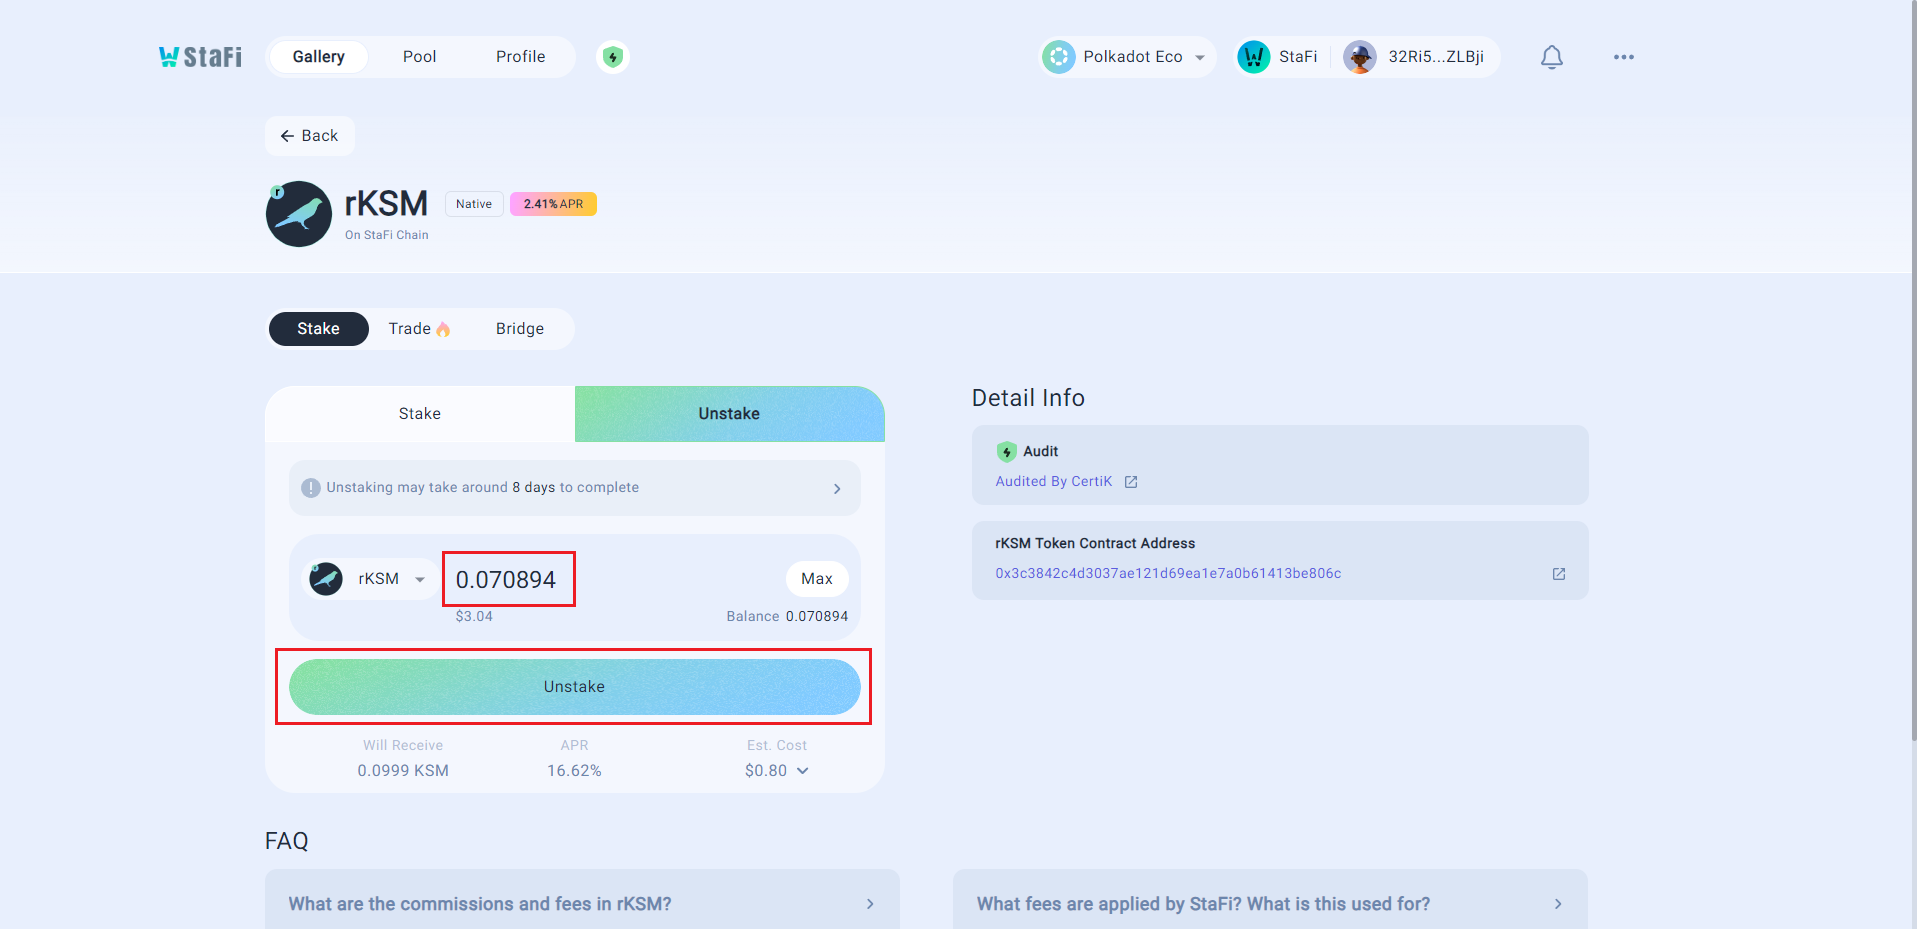 StaFi
Gallery
Pool
Profile
Polkadot Eco
StaFi
32Ri5...ZLBji
Back
r
rKSM
Native
2.41% APR
On StaFi Chain
Stake
Trade
Bridge
Stake
Unstake
Unstaking may take around 8 days to complete
rKSM
0.070894
Max
$3.04
Balance 0.070894
Unstake
Will Receive
APR
Est. Cost
0.0999 KSM
16.62%
$0.80
Detail Info
Audit
Audited By CertiK
rKSM Token Contract Address
0x3c3842c4d3037ae121d69ea1e7a0b61413be806c
FAQ
What are the commissions and fees in rKSM?
What fees are applied by StaFi? What is this used for?